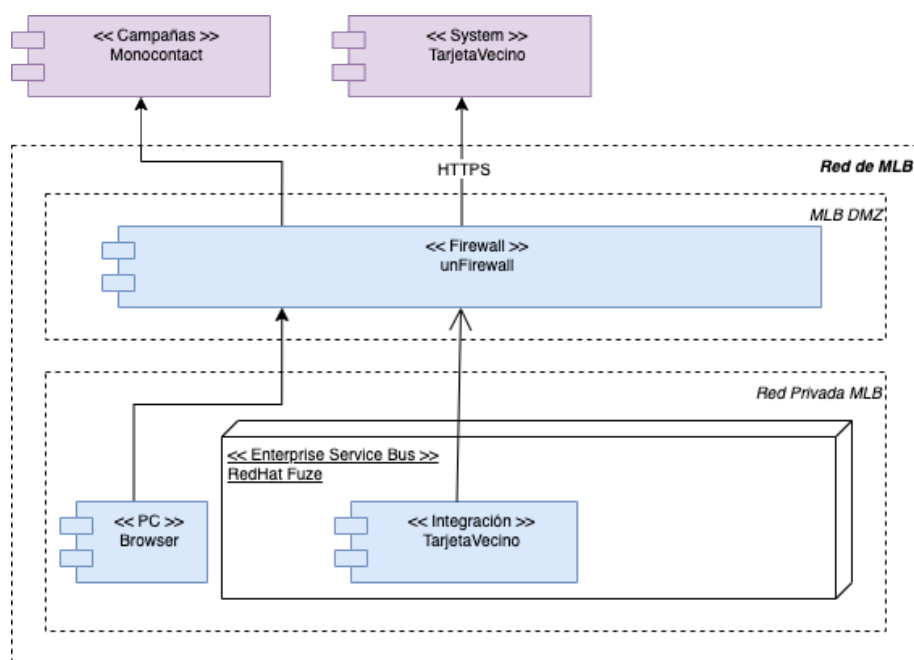 << Campañas >>
Monocontact
<< System >>
TarjetaVecino
HTTPS
Red de MLB
MLB DMZ
<< Firewall >>
unFirewall
Red Privada MLB
<< Enterprise Service Bus >>
RedHat Fuze
<< PC >>
Browser
<< Integración >>
TarjetaVecino